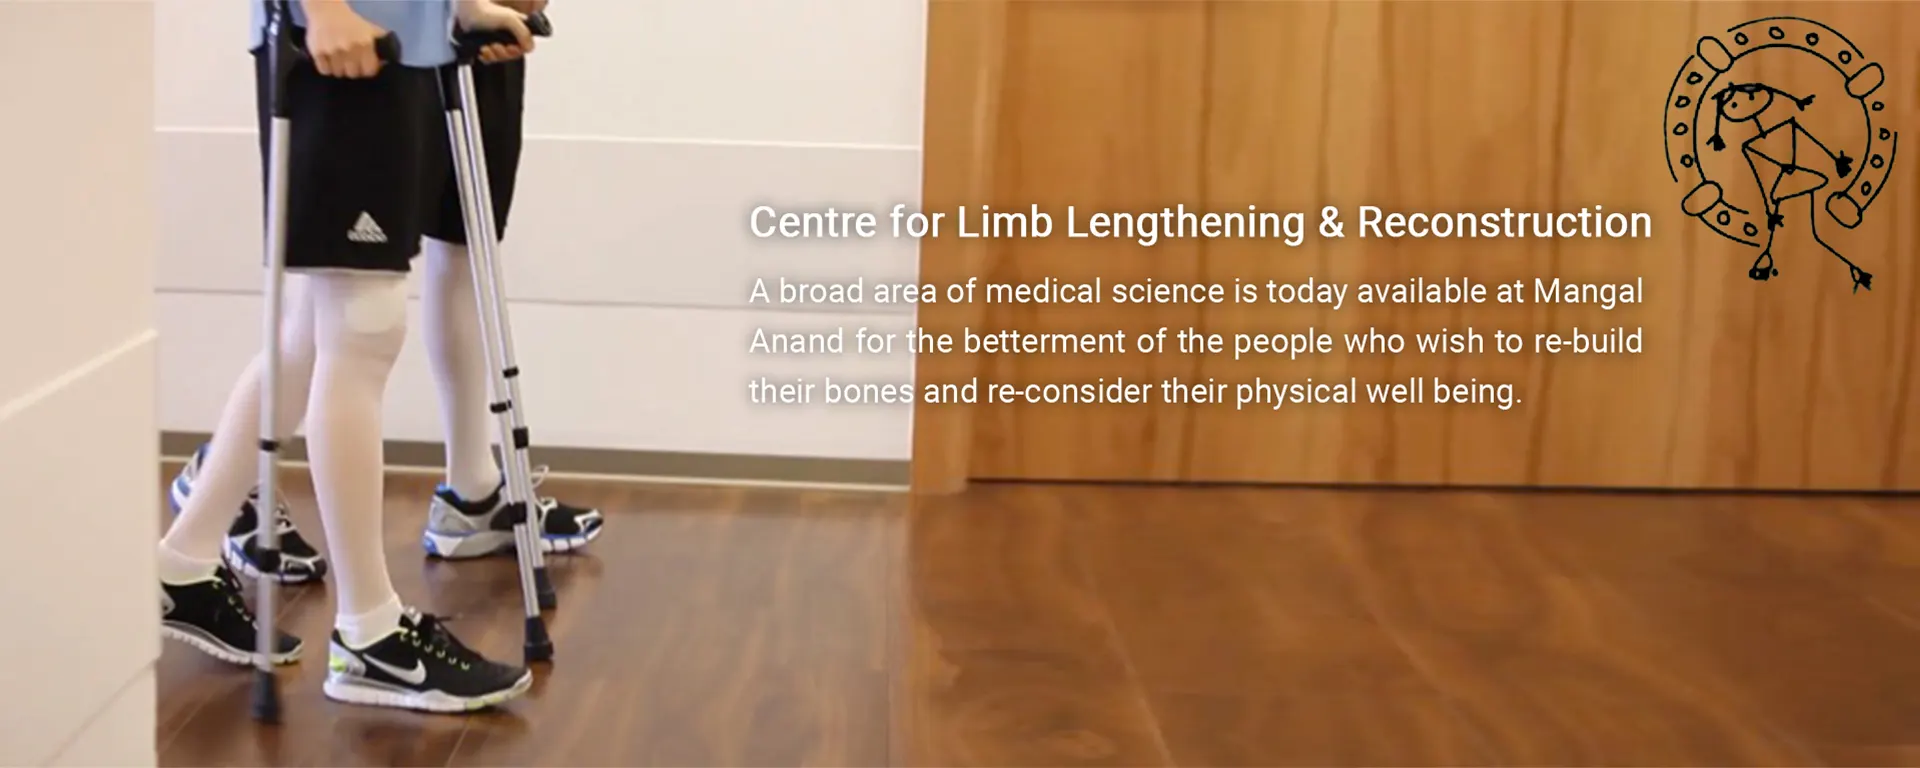 Centre for Limb Lengthening & Reconstruction
A broad area of medical science is today available at Mangal
Anand for the betterment of the people who wish to re-build
their bones and re-consider their physical well being.